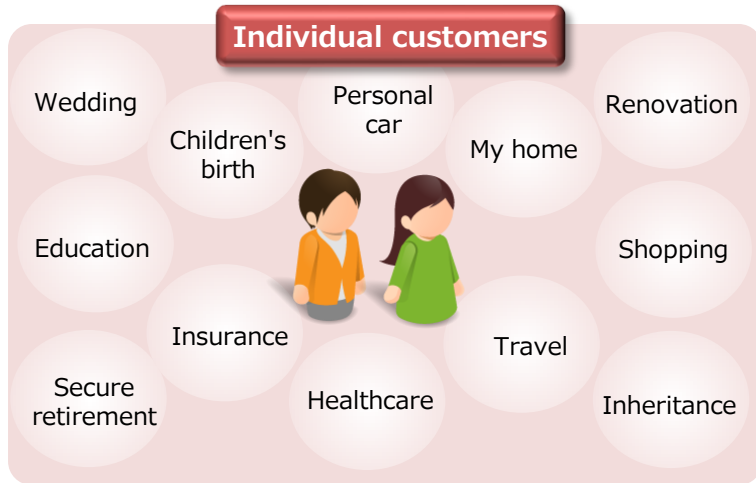 Individual customers
Wedding
Children's
birth
Personal
car
My home
Renovation
Education
Shopping
Insurance
Travel
Secure
retirement
Healthcare
Inheritance